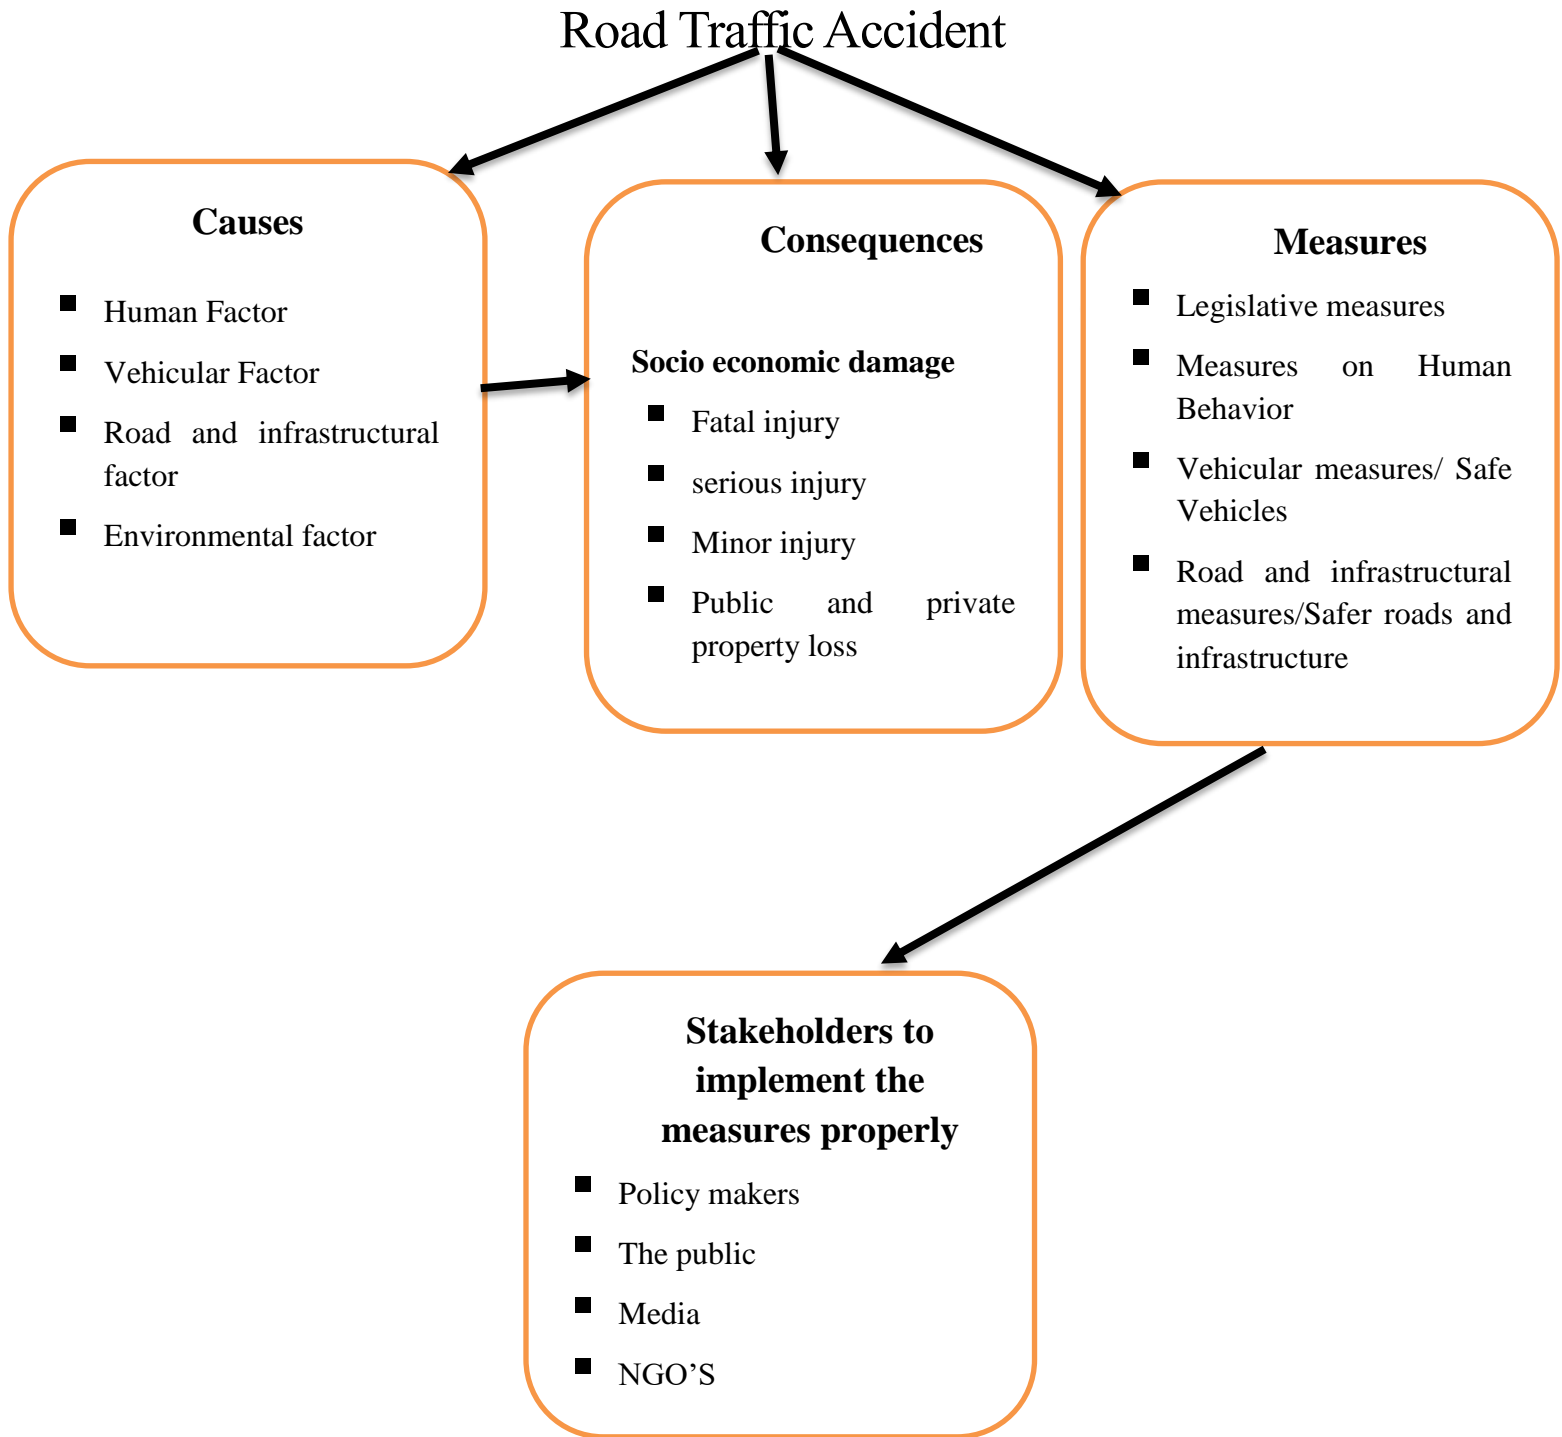 Road Traffic Accident
Causes
Human Factor
Vehicular Factor
Road and infrastructural
factor
Environmental factor
Consequences
Socio economic damage
Fatal injury
serious injury
Minor injury
Public and private
property loss
Measures
Legislative measures
Measures on Human
Behavior
Vehicular measures/ Safe
Vehicles
Road and infrastructural
measures/Safer roads and
infrastructure
Stakeholders to
implement the
measures properly
Policy makers
The public
Media
NGO’S